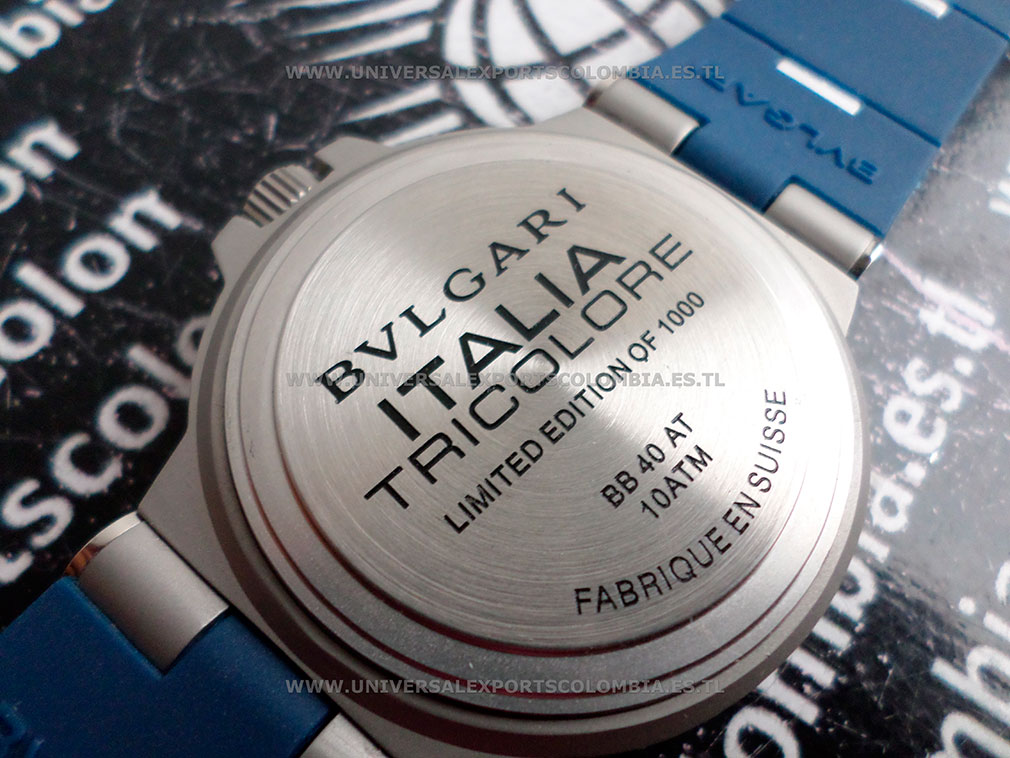 WWW.UNIVERSALEXPORTSCOLOMBIA.ES.TL
BVLGARI
ITALIA
TRICOLORE
LIMITED EDITION OF 1000
WWW.UNIVERSALEXPORTSCOLOMBIA.ES.TL
BB 40 AT
10ATM
FABRIQUE EN SUISSE
WWW.UNIVERSALEXPORTSCOLOMBIA.ES.TL
BVLGAR